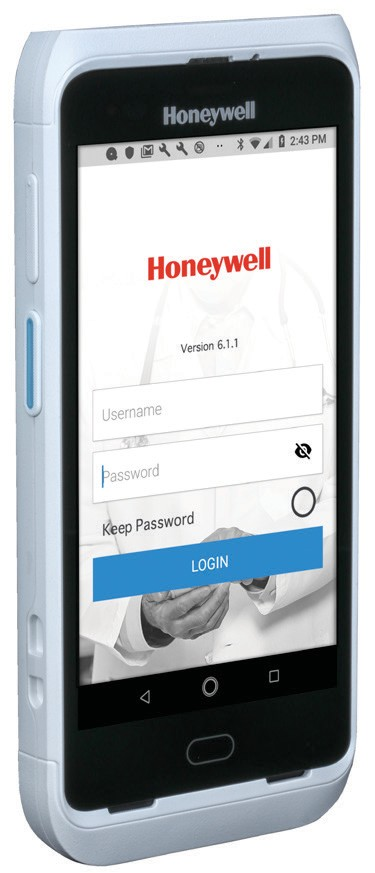 Honeywell
2:43 PM
Honeywell
Version 6.1.1
Username
Password
Keep Password
LOGIN